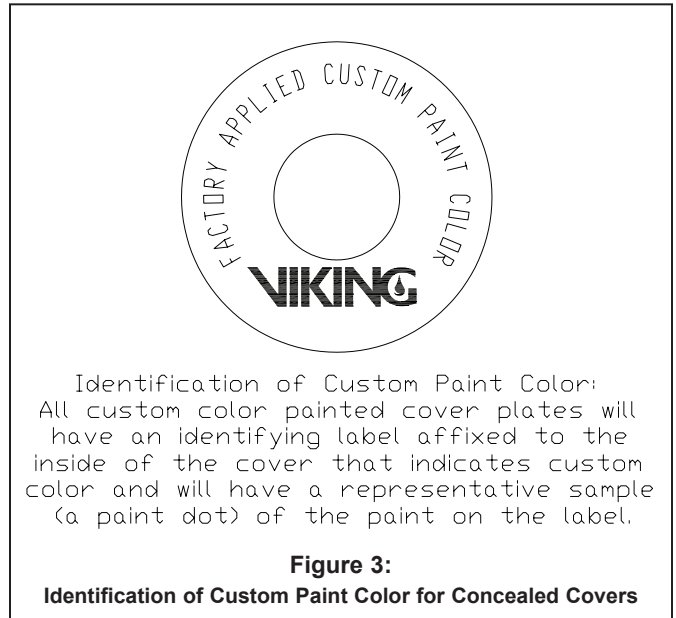 FACTORY APPLIED CUSTOM PAINT COLOR
VIKING
Identification of Custom Paint Color:
All custom color painted cover plates will
have an identifying label affixed to the
inside of the cover that indicates custom
color and will have a representative sample
(a paint dot) of the paint on the label.
Figure 3:
Identification of Custom Paint Color for Concealed Covers